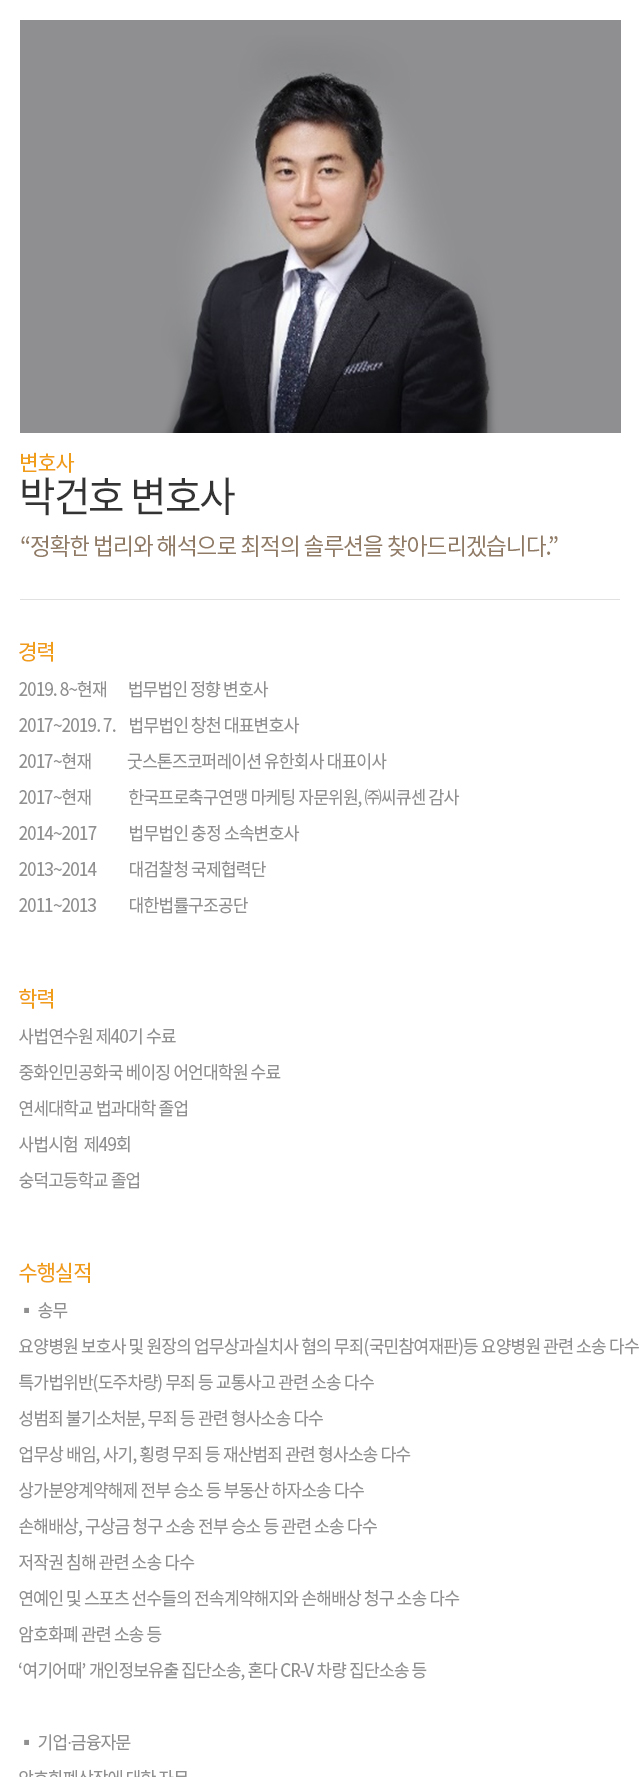 변호사
박건호 변호사
“정확한 법리와 해석으로 최적의 솔루션을 찾아드리겠습니다.”
경력
2019. 8~현재 법무법인 정향 변호사
2017~2019. 7. 법무법인 창천 대표변호사
2017~현재 굿스톤즈코퍼레이션 유한회사 대표이사
2017~현재 한국프로축구연맹 마케팅 자문위원, ㈜씨큐센 감사
2014~2017 법무법인 충정 소속변호사
2013~2014 대검찰청 국제협력단
2011~2013 대한법률구조공단
학력
사법연수원 제40기 수료
중화인민공화국 베이징 어언대학원 수료
연세대학교 법과대학 졸업
사법시험 제49회
숭덕고등학교 졸업
수행실적
▪ 송무
요양병원 보호사 및 원장의 업무상과실치사 혐의 무죄(국민참여재판)등 요양병원 관련 소송 다수
특가법위반(도주차량) 무죄 등 교통사고 관련 소송 다수
성범죄 불기소처분, 무죄 등 관련 형사소송 다수
업무상 배임, 사기, 횡령 무죄 등 재산범죄 관련 형사소송 다수
상가분양계약해제 전부 승소 등 부동산 하자소송 다수
손해배상, 구상금 청구 소송 전부 승소 등 관련 소송 다수
저작권 침해 관련 소송 다수
연예인 및 스포츠 선수들의 전속계약해지와 손해배상 청구 소송 다수
암호화폐 관련 소송 등
‘여기어때’ 개인정보유출 집단소송, 혼다 CR-V 차량 집단소송 등
▪ 기업·금융자문
암호화폐상장에 대한 자문